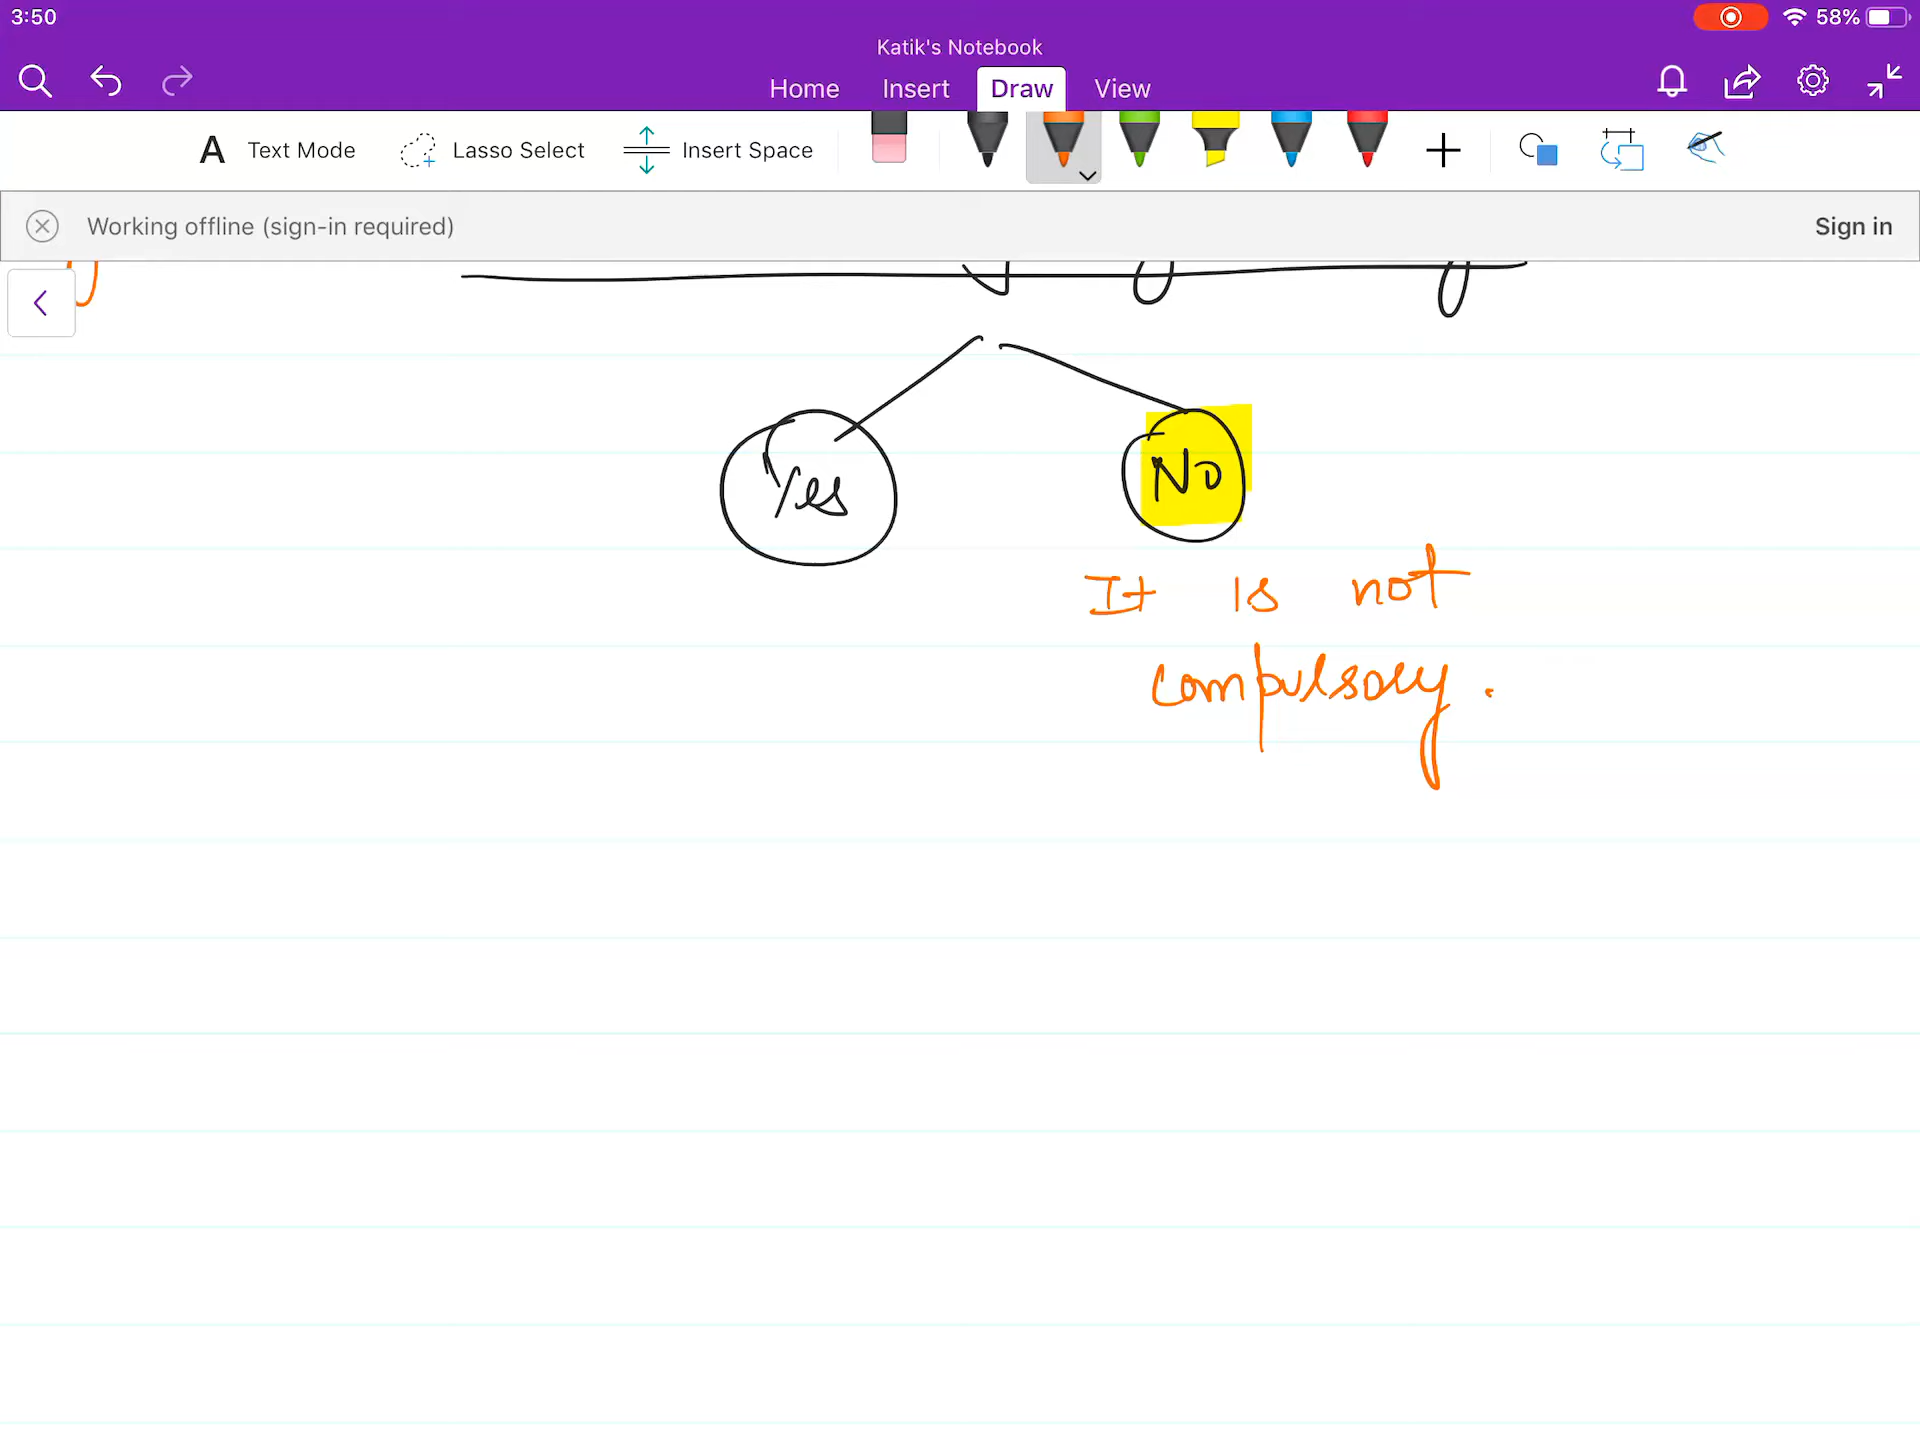 3:50
58%
Katik's Notebook
Home Insert Draw View
A Text Mode Lasso Select Insert Space
Working offline (sign-in required) Sign in
Yes No
It is not
compulsory.